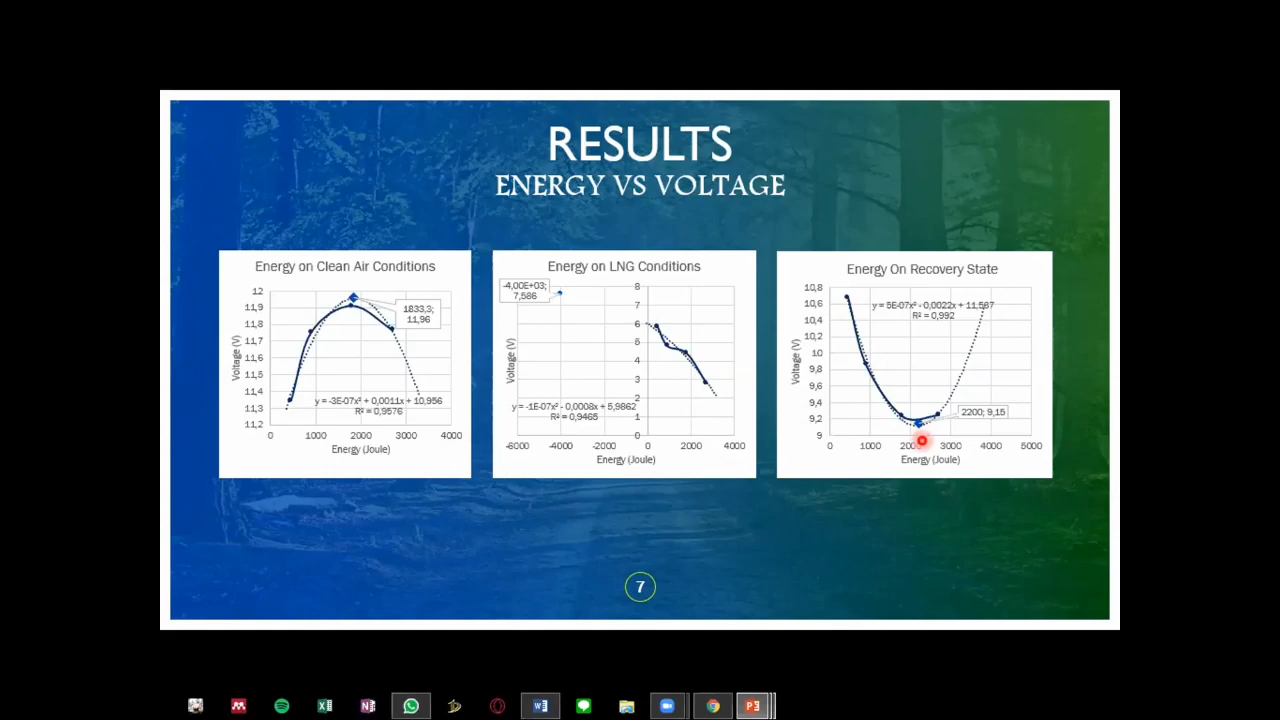 RESULTS
ENERGY VS VOLTAGE
Energy on Clean Air Conditions
12
11,9
11,8
11,7
11,6
11,5
11,4
11,3
11,2
Voltage (V)
1833,3;
11,96
y = -3E-07x² + 0,0011x + 10,956
R² = 0,9576
0 1000 2000 3000 4000
Energy (Joule)
Energy on LNG Conditions
-4,00E+03;
7,586
8
7
6
5
4
3
2
1
0
Voltage (V)
y = -1E-07x² - 0,0008x + 5,9862
R² = 0,9465
-6000 -4000 -2000 0 2000 4000
Energy (Joule)
Energy On Recovery State
10,8
10,6
10,4
10,2
10
9,8
9,6
9,4
9,2
9
Voltage (V)
y = 5E-07x² - 0,0022x + 11,587
R² = 0,992
2200; 9,15
0 1000 3000 4000 5000
Energy (Joule)
7